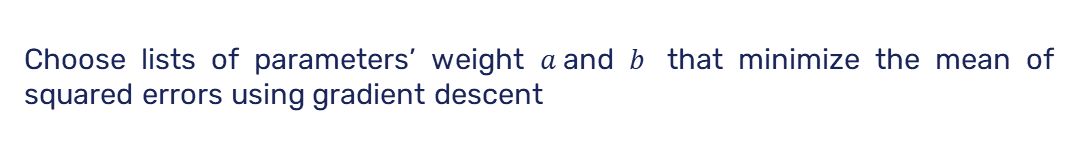 Choose lists of parameters’ weight a and b that minimize the mean of
squared errors using gradient descent